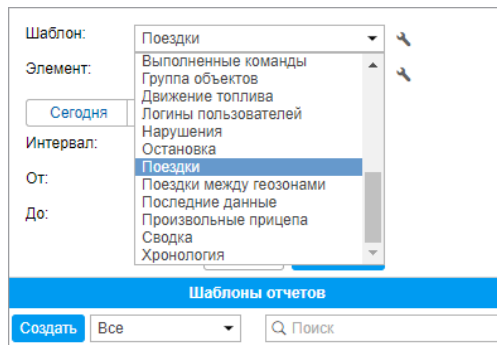 Шаблон:
Поездки
Элемент:
Выполненные команды
Группа объектов
Движение топлива
Логины пользователей
Нарушения
Остановка
Поездки
Поездки между геозонами
Последние данные
Произвольные прицепа
Сводка
Хронология
Сегодня
Интервал:
От:
До:
Шаблоны отчетов
Создать
Все
Поиск